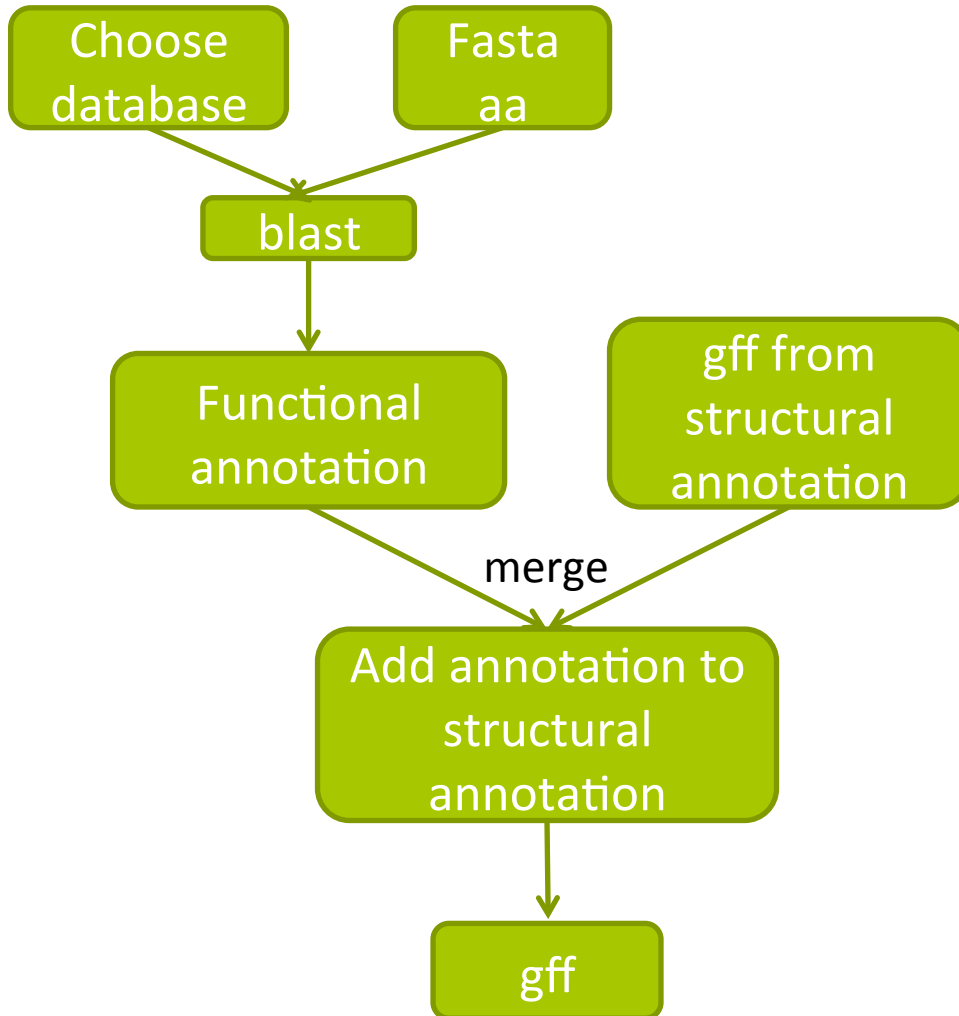 Choose
database
Fasta
aa
blast
Functional
annotation
gff from
structural
annotation
merge
Add annotation to
structural
annotation
gff